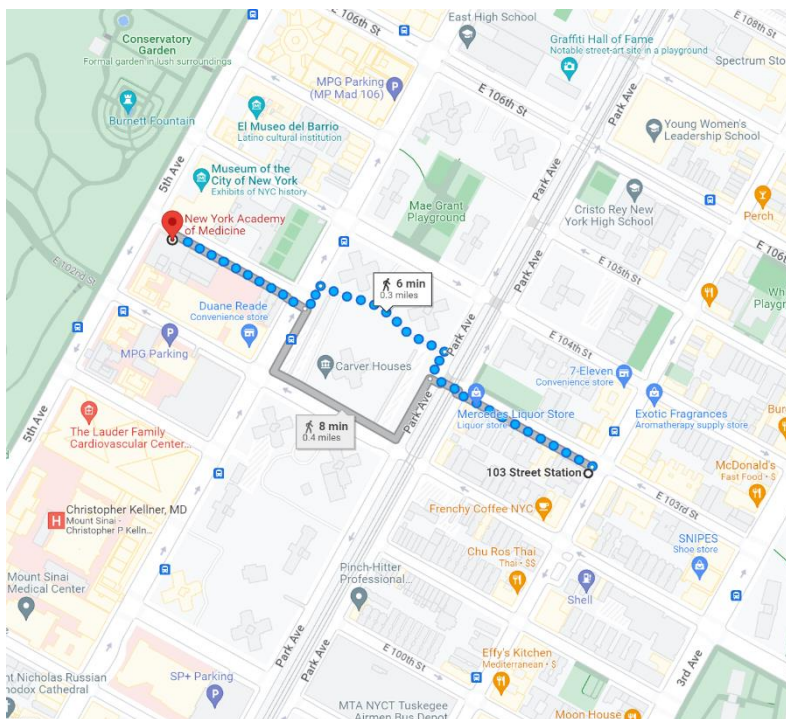 E 106th St
East High School
E 108th St
Conservatory
Garden
Formal garden in lush surroundings
Graffiti Hall of Fame
Notable street-art site in a playground
Spectrum Sto
MPG Parking
(MP Mad 106)
E 106th St
Park Ave
Burnett Fountain
El Museo del Barrio
Latino cultural institution
Young Women's
Leadership School
Park Ave
Museum of the
City of New York
Exhibits of NYC history
5th Ave
Mae Grant
Playground
Cristo Rey New
York High School
Perch
New York Academy
of Medicine
E 106th
E 105th St
E 102rd St
6 min
0.3 miles
Wh
Playg
Duane Reade
Convenience store
E 104th St
Park Ave
MPG Parking
Carver Houses
7-Eleven
Convenience store
Park Ave
Mercedes Liquor Store
Liquor store
Exotic Fragrances
Aromatherapy supply store
Bur
5th Ave
8 min
0.4 miles
The Lauder Family
Cardiovascular Center...
103 Street Station
McDonald's
Fast Food • $
E 103rd St
Christopher Kellner, MD
Mount Sinai -
Christopher P Kelln...
Frenchy Coffee NYC
SNIPES
Shoe store
Chu Ros Thai
Thai • $$
Mount Sinai
Medical Center
Pinch-Hitter
Professional...
Shell
Park Ave
Park Ave
E 100th St
Effy's Kitchen
Mediterranean • $
3rd Ave
nt Nicholas Russian
hodox Cathedral
SP+ Parking
MTA NYCT Tuskegee
Airmen Bus Depot
Moon House